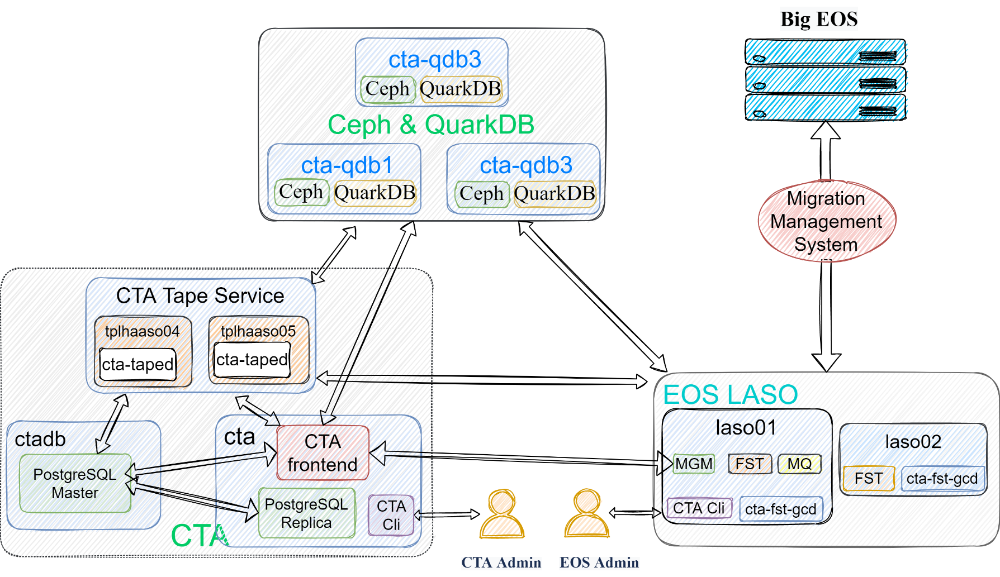 Big EOS
cta-qdb3
Ceph
QuarkDB
Ceph & QuarkDB
cta-qdb1
Ceph
QuarkDB
cta-qdb3
Ceph
QuarkDB
Migration
Management
System
CTA Tape Service
tplhaaso04
cta-taped
tplhaaso05
cta-taped
ctadb
PostgreSQL
Master
cta
CTA
frontend
PostgreSQL
Replica
CTA
Cli
CTA
CTA Admin
EOS Admin
EOS LASO
laso01
MGM
FST
MQ
CTA Cli
cta-fst-gcd
laso02
FST
cta-fst-gcd